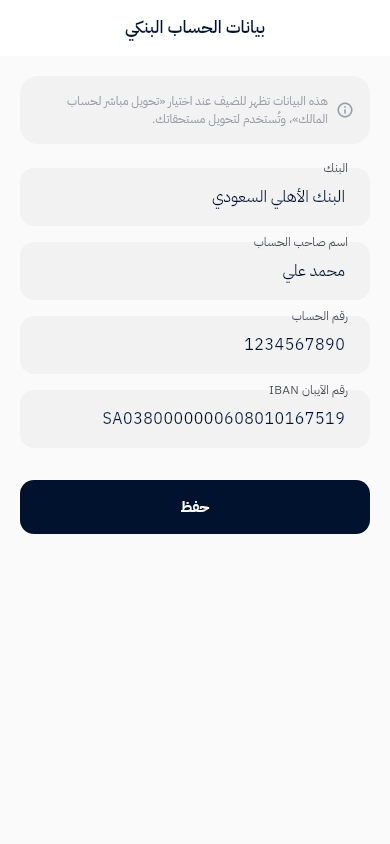 بيانات الحساب البنكي
هذه البيانات تظهر للضيف عند اختيار «تحويل مباشر لحساب
المالك»، وتُستخدم لتحويل مستحقاتك.
البنك
البنك الأهلي السعودي
اسم صاحب الحساب
محمد علي
رقم الحساب
1234567890
رقم الآيبان IBAN
SA0380000000608010167519
حفظ